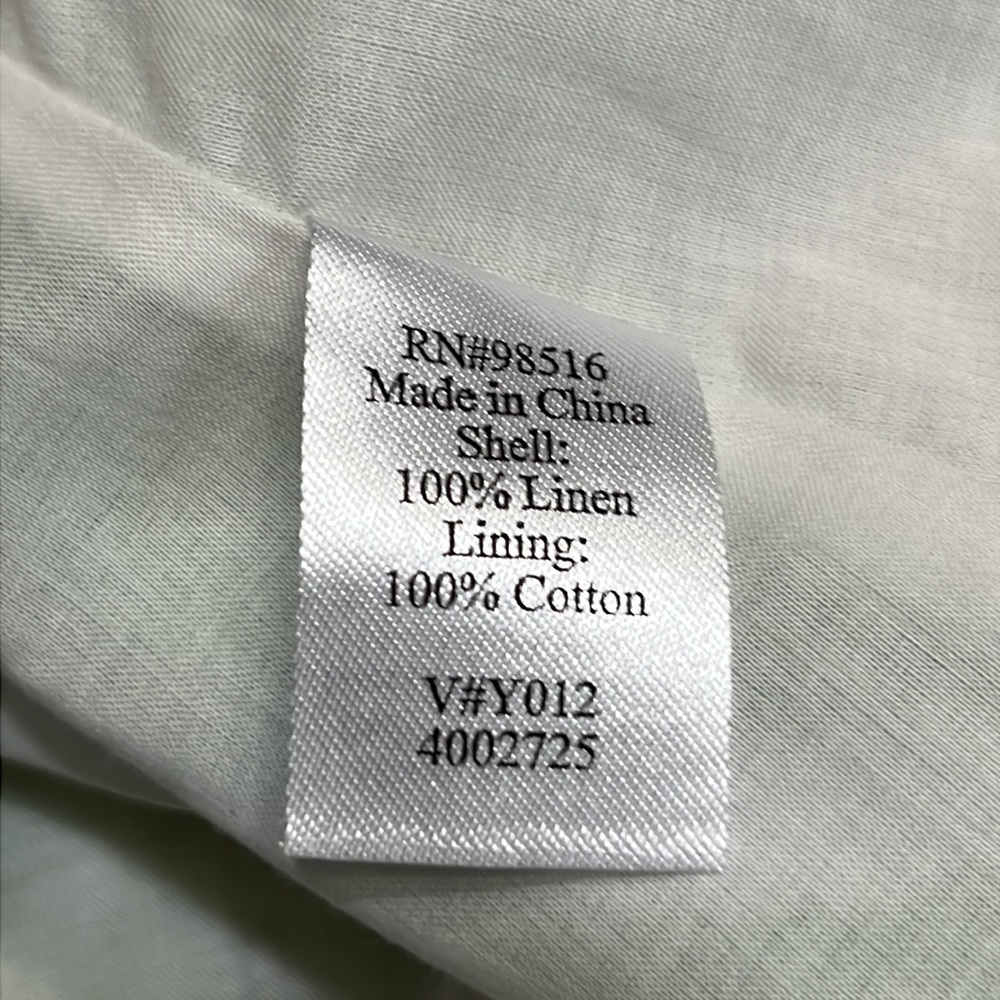 RN#98516
Made in China
Shell:
100% Linen
Lining:
100% Cotton
V#Y012
4002725